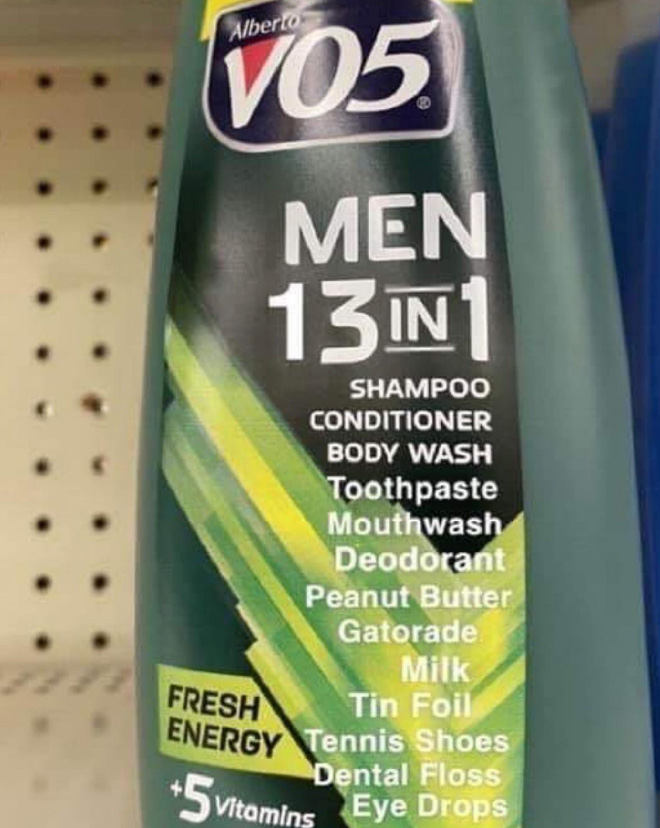 Alberto
VO5®
MEN
13 IN 1
SHAMPOO
CONDITIONER
BODY WASH
Toothpaste
Mouthwash
Deodorant
Peanut Butter
Gatorade
Milk
Tin Foil
Tennis Shoes
Dental Floss
Eye Drops
FRESH
ENERGY
+5 Vitamins